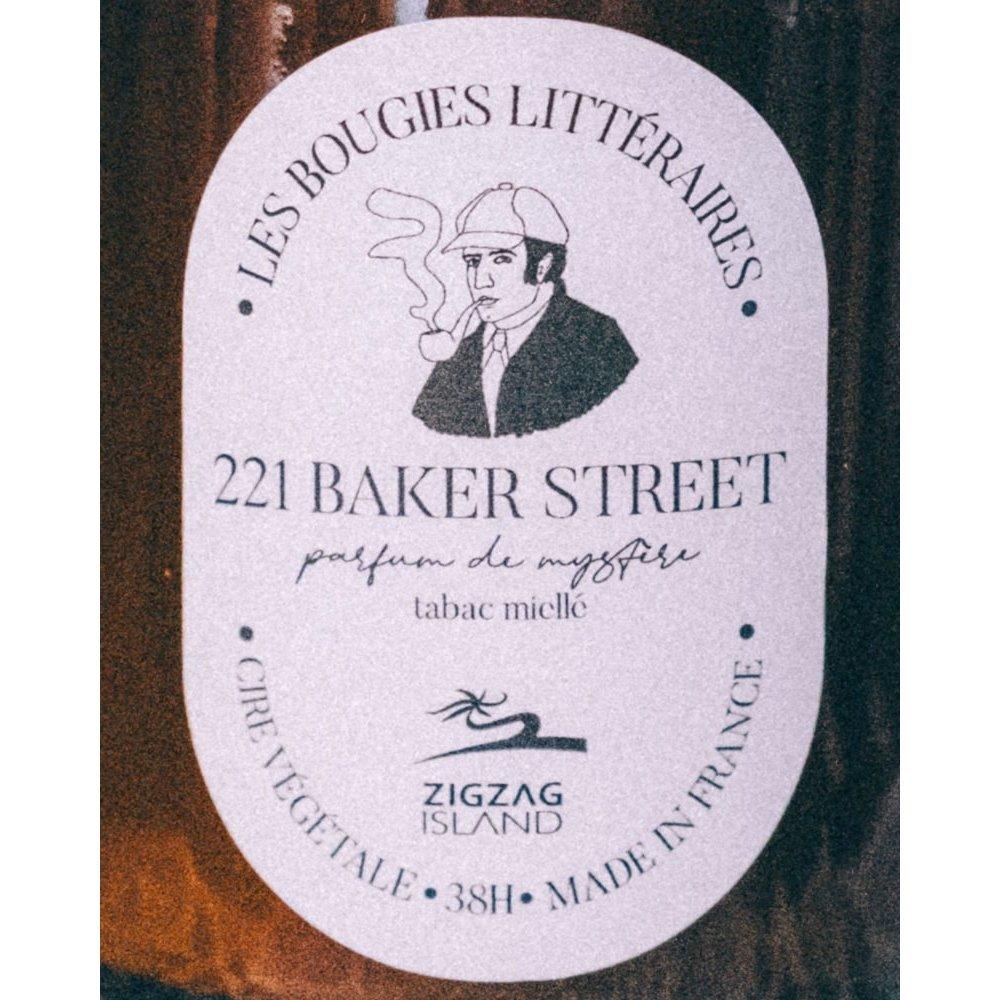 • LES BOUGIES LITTÉRAIRES •
221 BAKER STREET
parfum de mystère
tabac miellé
ZIGZAG
ISLAND
• CIRE VÉGÉTALE • 38H • MADE IN FRANCE •